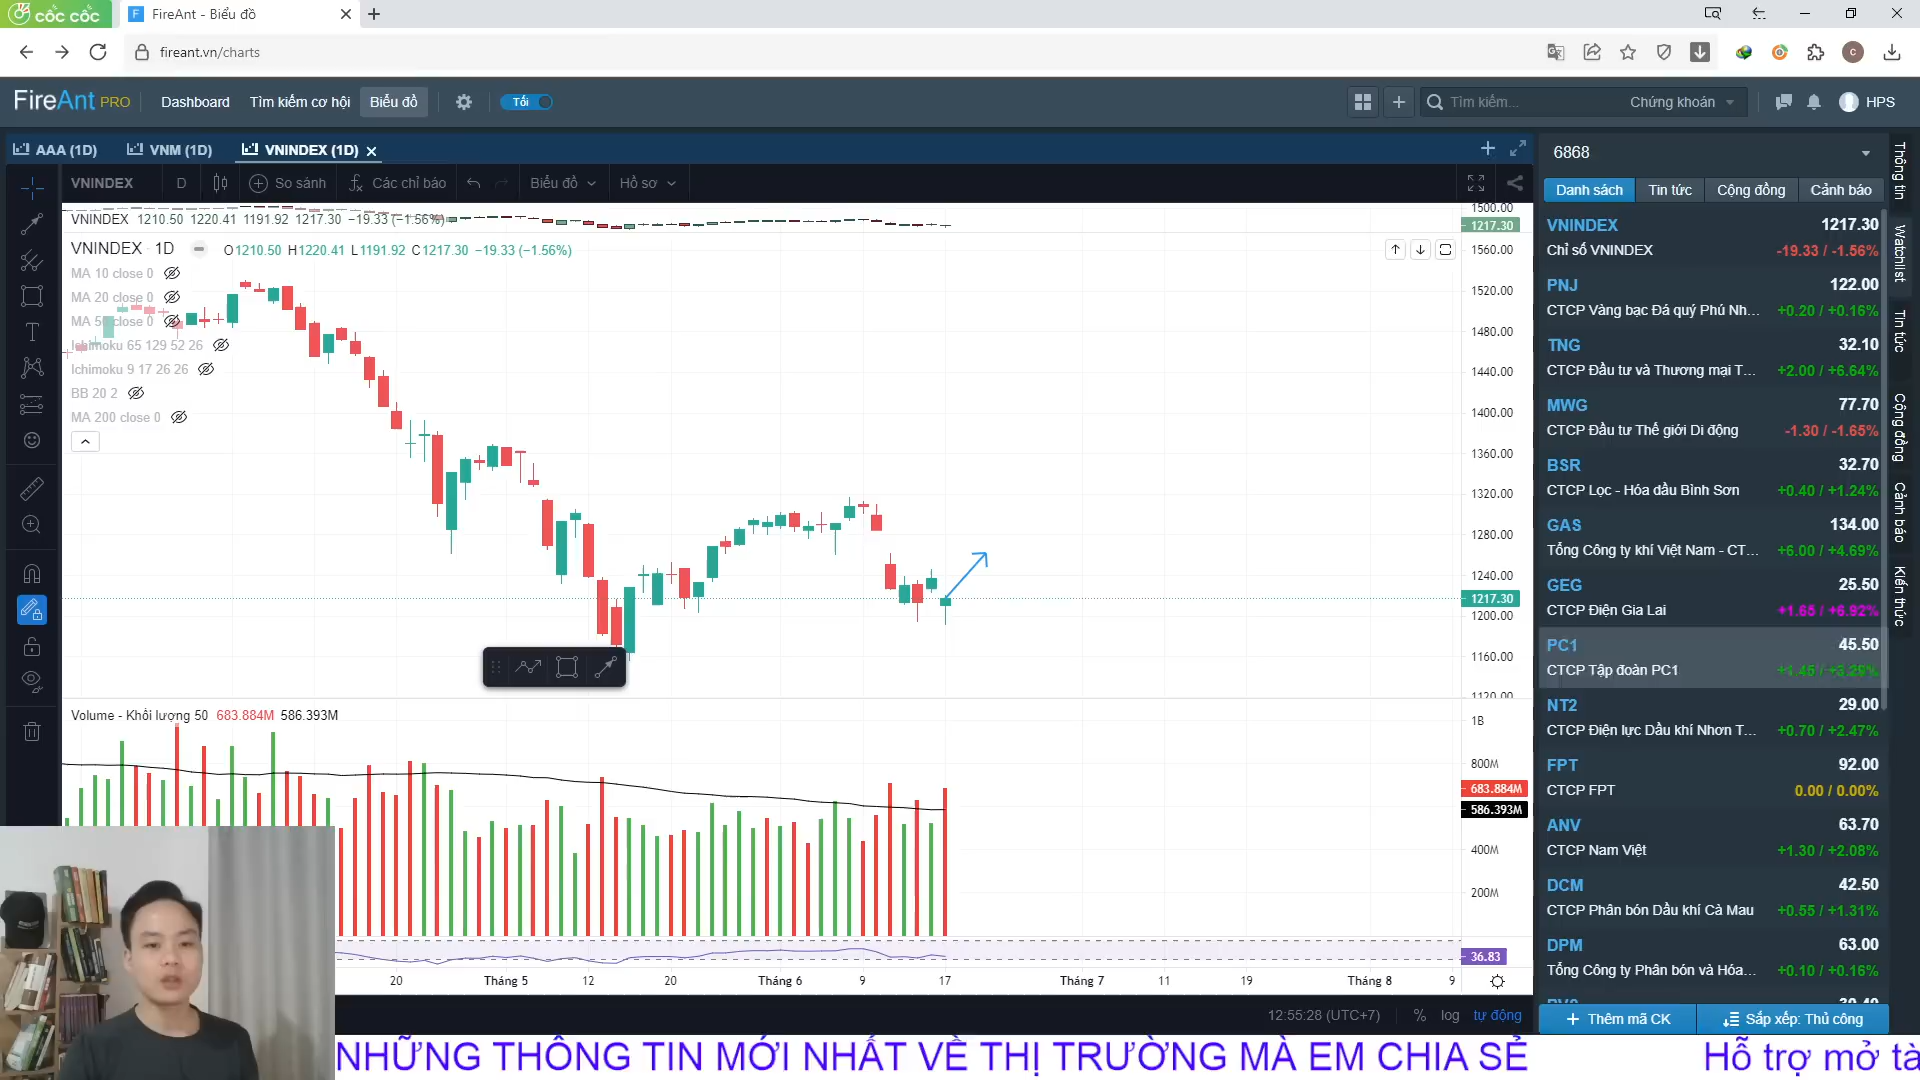 cốc cốc
FireAnt - Biểu đồ
fireant.vn/charts
C
FireAnt PRO
Dashboard
Tìm kiếm cơ hội
Biểu đồ
Tối
Tìm kiếm...
Chứng khoán
HPS
AAA (1D)
VNM (1D)
VNINDEX (1D)
VNINDEX
D
So sánh
Các chỉ báo
Biểu đồ
Hồ sơ
VNINDEX 1210.50 1220.41 1191.92 1217.30 −19.33 (−1.56%)
VNINDEX · 1D
O1210.50 H1220.41 L1191.92 C1217.30 −19.33 (−1.56%)
MA 10 close 0
MA 20 close 0
MA 50 close 0
Ichimoku 65 129 52 26
Ichimoku 9 17 26 26
BB 20 2
MA 200 close 0
1500.00
1217.30
1560.00
1520.00
1480.00
1440.00
1400.00
1360.00
1320.00
1280.00
1240.00
1217.30
1200.00
1160.00
1120.00
Volume - Khối lượng 50 683.884M 586.393M
1B
800M
683.884M
586.393M
400M
200M
36.83
20
Tháng 5
12
20
Tháng 6
9
17
Tháng 7
11
19
Tháng 8
9
12:55:28 (UTC+7)
%
log
tự động
6868
Danh sách
Tin tức
Cộng đồng
Cảnh báo
VNINDEX 1217.30
Chỉ số VNINDEX -19.33 / -1.56%
PNJ 122.00
CTCP Vàng bạc Đá quý Phú Nh... +0.20 / +0.16%
TNG 32.10
CTCP Đầu tư và Thương mại T... +2.00 / +6.64%
MWG 77.70
CTCP Đầu tư Thế giới Di động -1.30 / -1.65%
BSR 32.70
CTCP Lọc - Hóa dầu Bình Sơn +0.40 / +1.24%
GAS 134.00
Tổng Công ty khí Việt Nam - CT... +6.00 / +4.69%
GEG 25.50
CTCP Điện Gia Lai +1.65 / +6.92%
PC1 45.50
CTCP Tập đoàn PC1 +1.45 / +3.29%
NT2 29.00
CTCP Điện lực Dầu khí Nhơn T... +0.70 / +2.47%
FPT 92.00
CTCP FPT 0.00 / 0.00%
ANV 63.70
CTCP Nam Việt +1.30 / +2.08%
DCM 42.50
CTCP Phân bón Dầu khí Cà Mau +0.55 / +1.31%
DPM 63.00
Tổng Công ty Phân bón và Hóa... +0.10 / +0.16%
Thêm mã CK
Sắp xếp: Thủ công
Thông tin
Watchlist
Tin tức
Cộng đồng
Cảnh báo
Kiến thức
NHỮNG THÔNG TIN MỚI NHẤT VỀ THỊ TRƯỜNG MÀ EM CHIA SẺ
Hỗ trợ mở tà